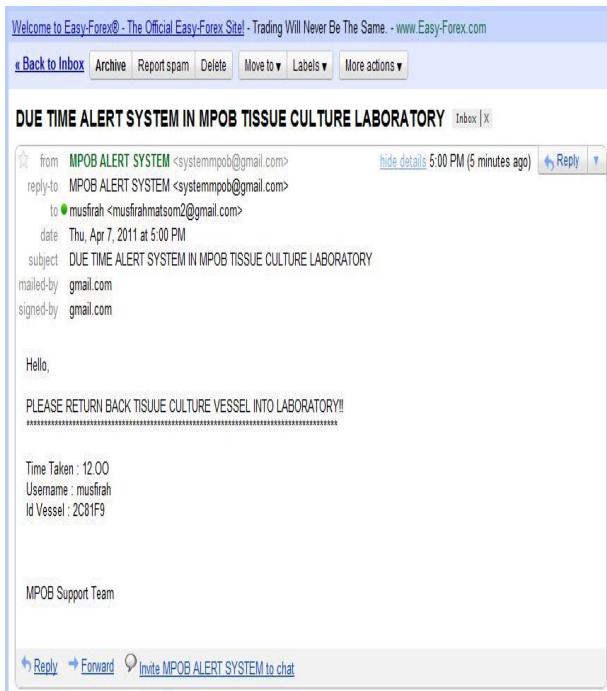 Welcome to Easy-Forex® - The Official Easy-Forex Site! - Trading Will Never Be The Same. - www.Easy-Forex.com
« Back to Inbox Archive Report spam Delete Move to ▾ Labels ▾ More actions ▾
DUE TIME ALERT SYSTEM IN MPOB TISSUE CULTURE LABORATORY Inbox | X
from MPOB ALERT SYSTEM <systemmpob@gmail.com> hide details 5:00 PM (5 minutes ago) Reply ▾
reply-to MPOB ALERT SYSTEM <systemmpob@gmail.com>
to musfirah <musfirahmatsom2@gmail.com>
date Thu, Apr 7, 2011 at 5:00 PM
subject DUE TIME ALERT SYSTEM IN MPOB TISSUE CULTURE LABORATORY
mailed-by gmail.com
signed-by gmail.com
Hello,
PLEASE RETURN BACK TISUUE CULTURE VESSEL INTO LABORATORY!!
****************************************************************************************
Time Taken : 12.OO
Username : musfirah
Id Vessel : 2C81F9
MPOB Support Team
Reply Forward Invite MPOB ALERT SYSTEM to chat